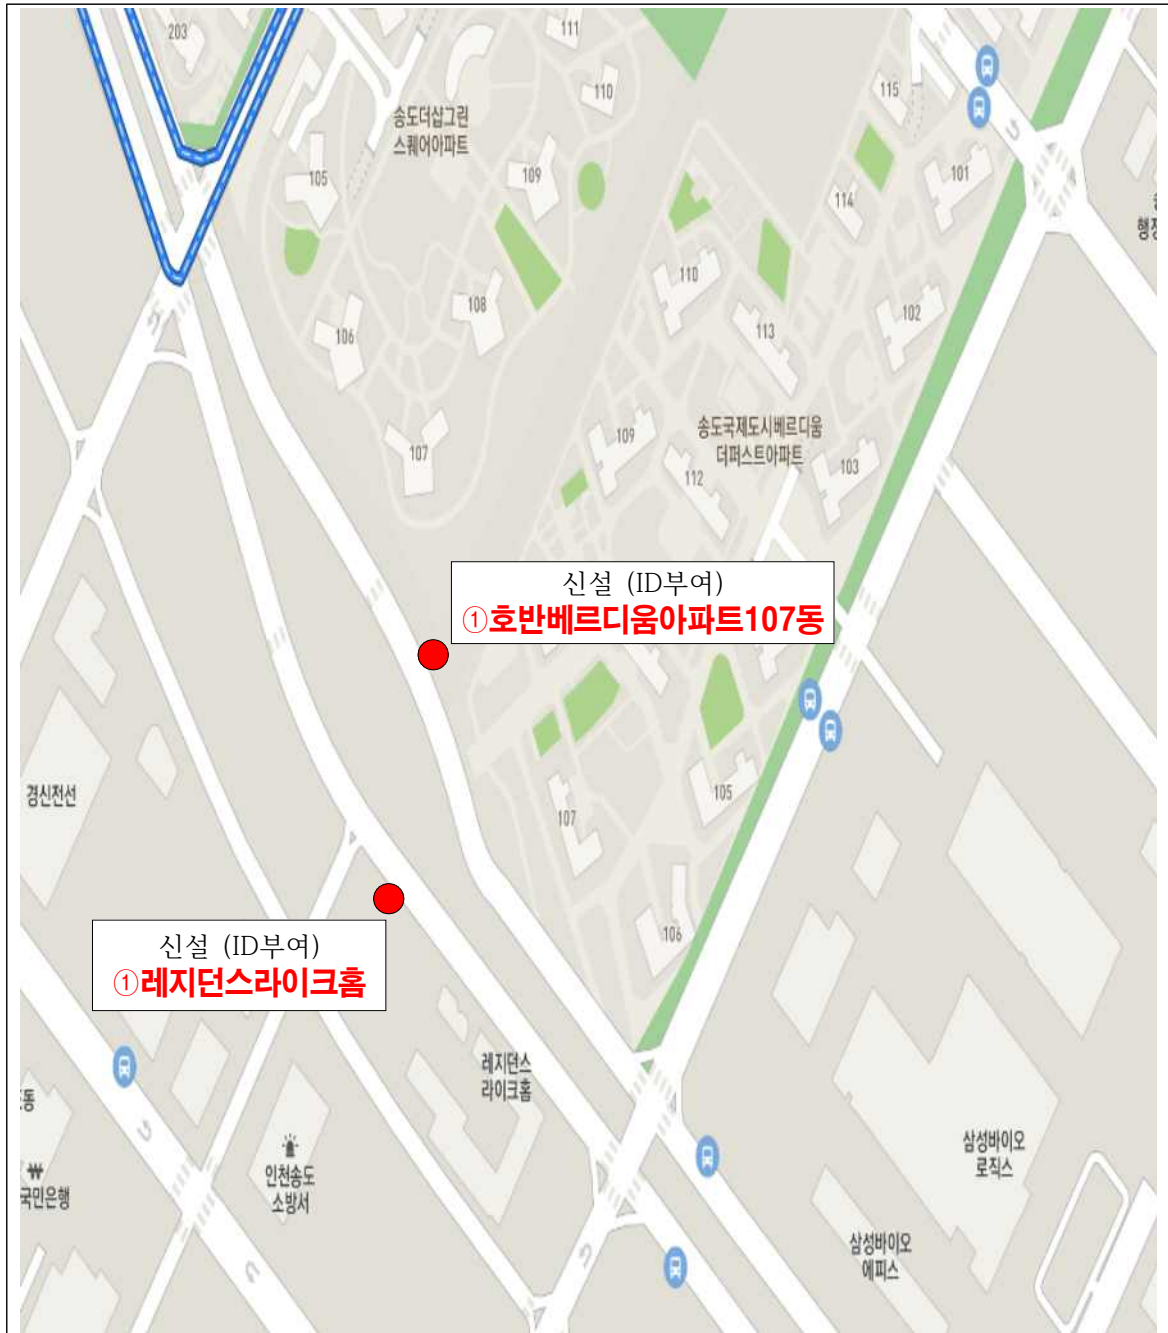 203
111
110
송도더샵그린
스퀘어아파트
115
105
109
101
114
행정
110
108
102
106
113
107
109
송도국제도시베르디움
더퍼스트아파트
112
103
신설 (ID부여)
①호반베르디움아파트107동
경신전선
107
105
106
신설 (ID부여)
①레지던스라이크홈
레지던스
라이크홈
동
인천송도
소방서
₩
국민은행
삼성바이오
로직스
삼성바이오
에피스